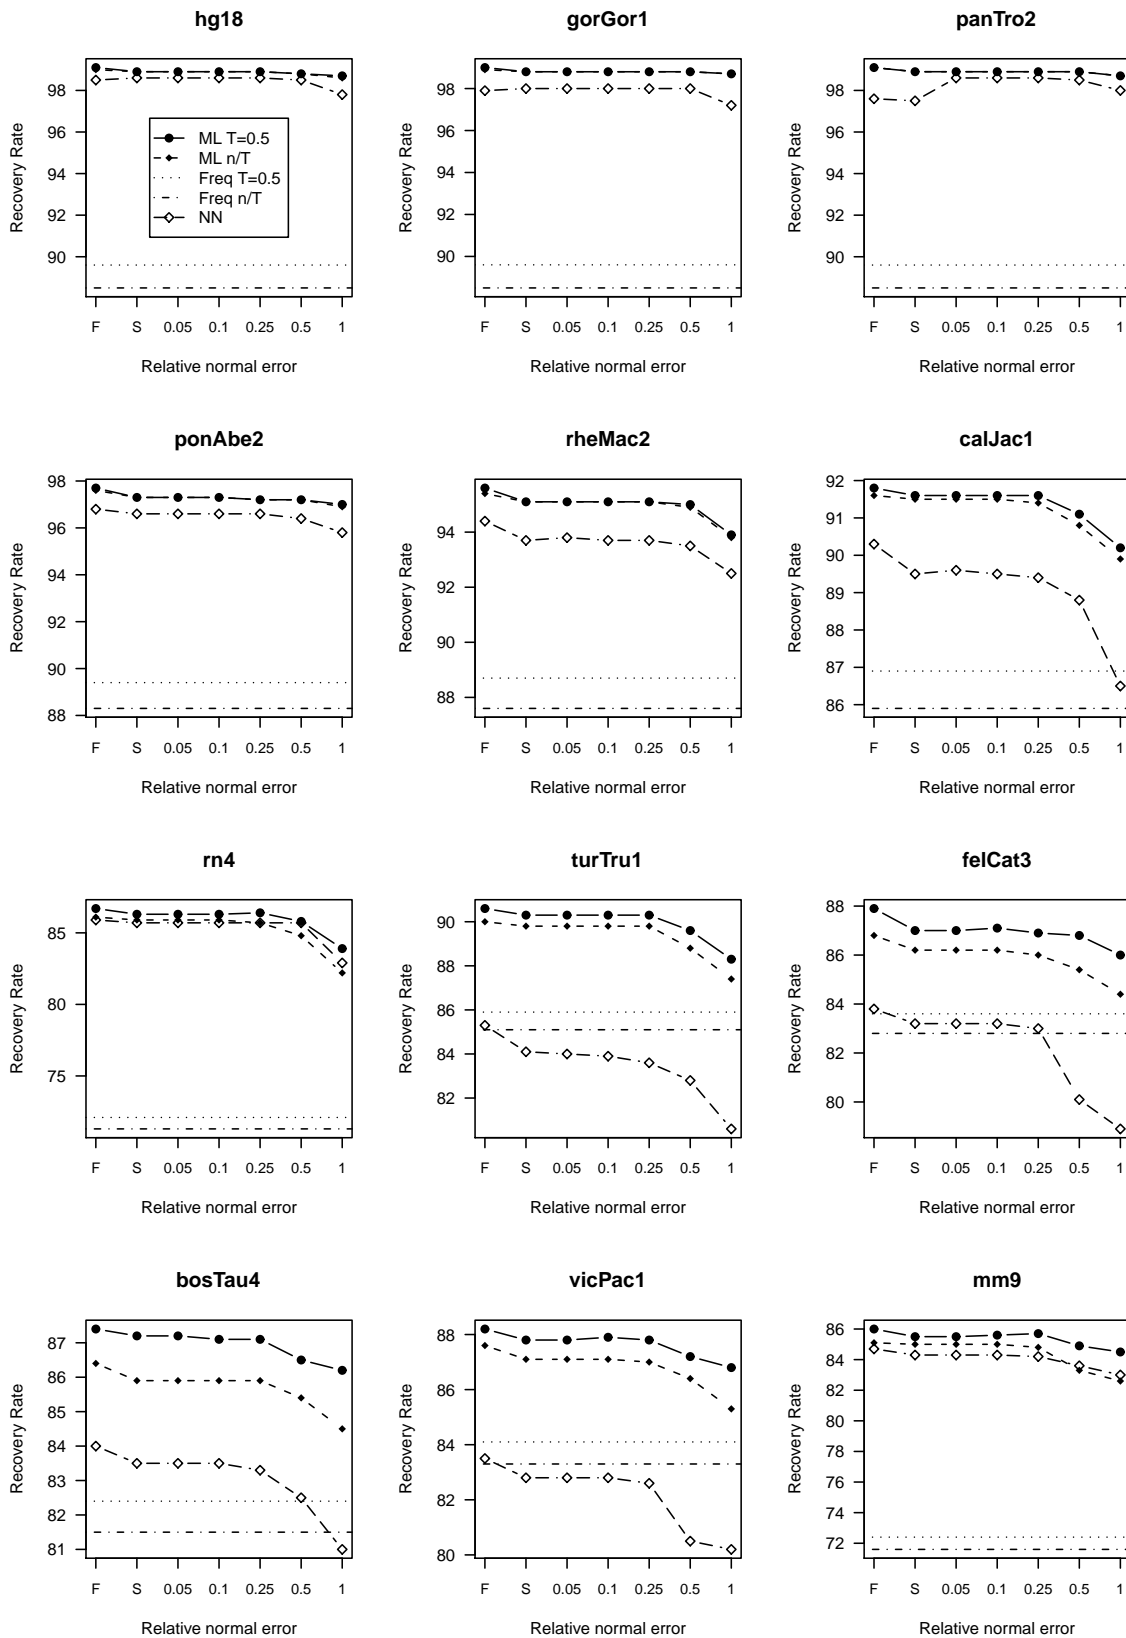 hg18
98
96
94
92
90
Recovery Rate
ML T=0.5
ML n/T
Freq T=0.5
Freq n/T
NN
F S 0.05 0.1 0.25 0.5 1
Relative normal error
gorGor1
98
96
94
92
90
Recovery Rate
F S 0.05 0.1 0.25 0.5 1
Relative normal error
panTro2
98
96
94
92
90
Recovery Rate
F S 0.05 0.1 0.25 0.5 1
Relative normal error
ponAbe2
98
96
94
92
90
88
Recovery Rate
F S 0.05 0.1 0.25 0.5 1
Relative normal error
rheMac2
94
92
90
88
Recovery Rate
F S 0.05 0.1 0.25 0.5 1
Relative normal error
calJac1
92
91
90
89
88
87
86
Recovery Rate
F S 0.05 0.1 0.25 0.5 1
Relative normal error
rn4
85
80
75
Recovery Rate
F S 0.05 0.1 0.25 0.5 1
Relative normal error
turTru1
90
88
86
84
82
Recovery Rate
F S 0.05 0.1 0.25 0.5 1
Relative normal error
felCat3
88
86
84
82
80
Recovery Rate
F S 0.05 0.1 0.25 0.5 1
Relative normal error
bosTau4
87
86
85
84
83
82
81
Recovery Rate
F S 0.05 0.1 0.25 0.5 1
Relative normal error
vicPac1
88
86
84
82
80
Recovery Rate
F S 0.05 0.1 0.25 0.5 1
Relative normal error
mm9
86
84
82
80
78
76
74
72
Recovery Rate
F S 0.05 0.1 0.25 0.5 1
Relative normal error